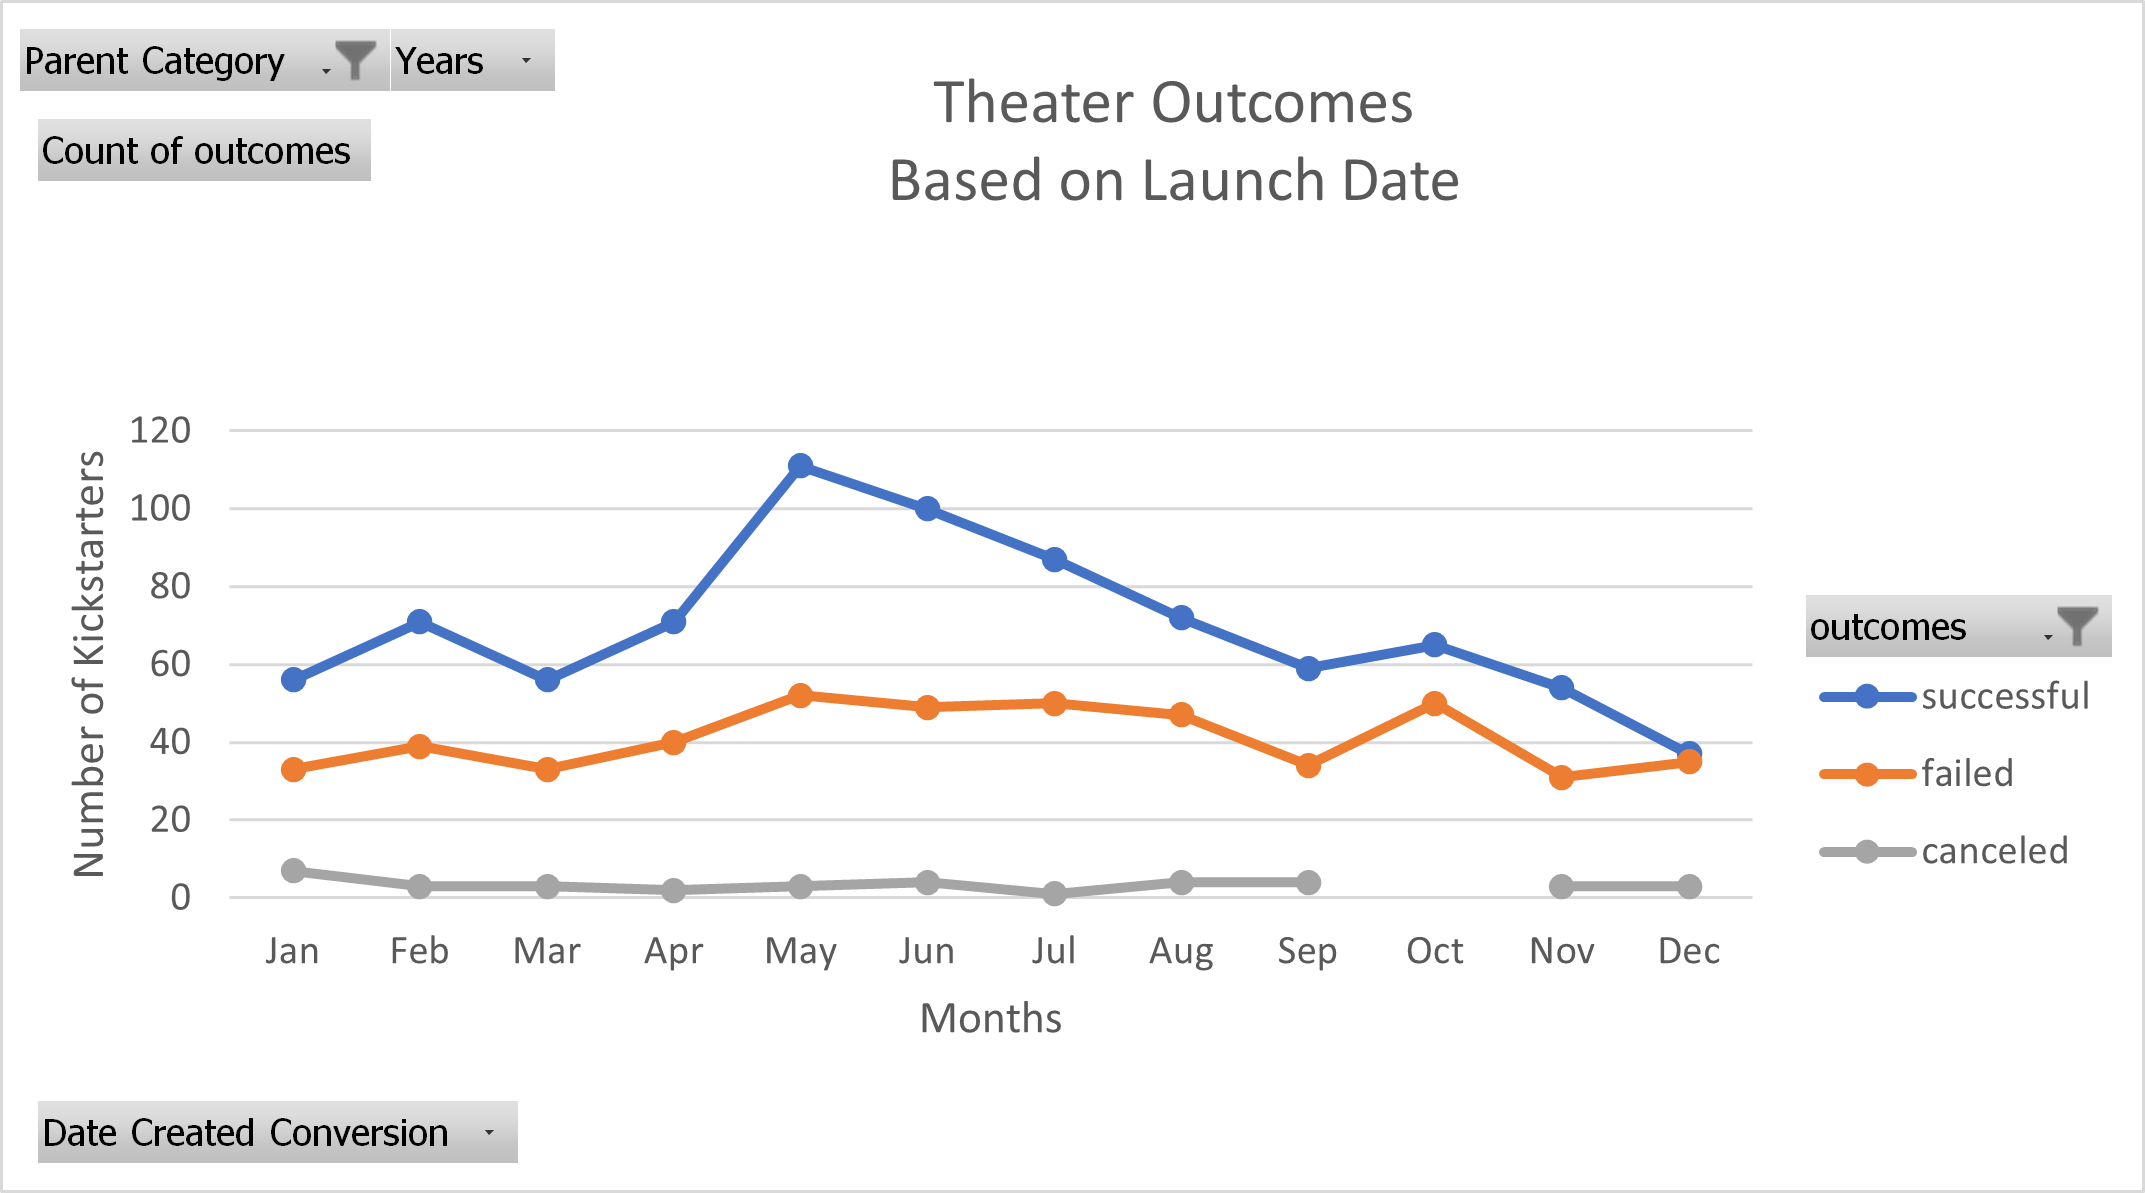 Parent Category Years
Count of outcomes
Theater Outcomes
Based on Launch Date
Number of Kickstarters
120
100
80
60
40
20
0
Jan Feb Mar Apr May Jun Jul Aug Sep Oct Nov Dec
Months
outcomes
successful
failed
canceled
Date Created Conversion